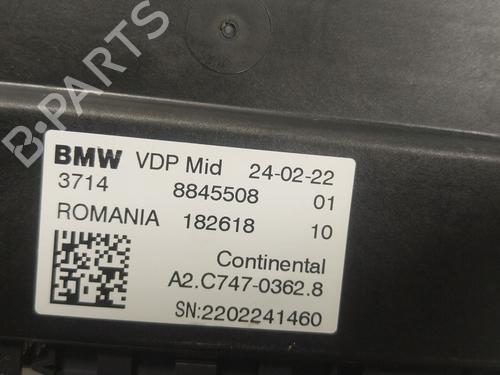 B-PARTS
BMW VDP Mid 24-02-22
3714 8845508 01
ROMANIA 182618 10
Continental
A2.C747-0362.8
SN:2202241460